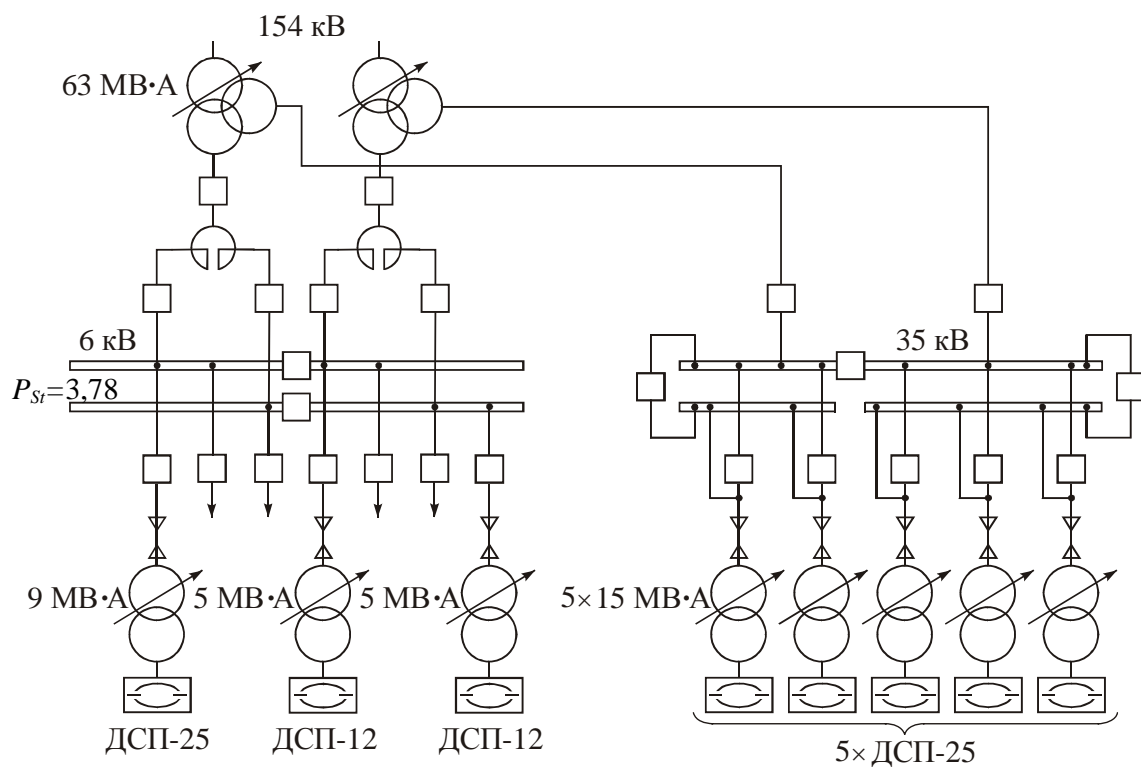 154 кВ
63 МВ·А
6 кВ
35 кВ
P_St=3,78
9 МВ·А
5 МВ·А
5 МВ·А
5×15 МВ·А
ДСП-25
ДСП-12
ДСП-12
5× ДСП-25